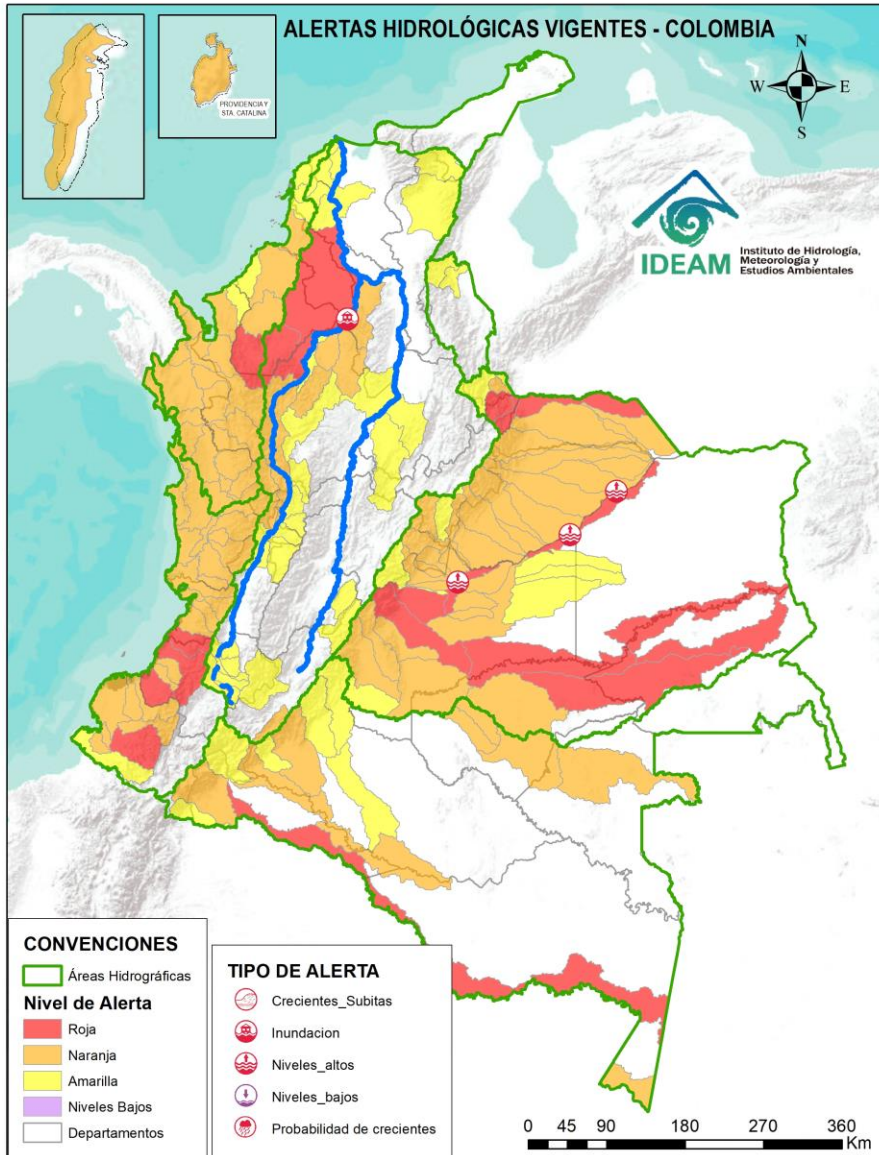 ALERTAS HIDROLÓGICAS VIGENTES - COLOMBIA
PROVIDENCIA Y
STA. CATALINA
N
W
E
S
IDEAM
Instituto de Hidrología,
Meteorología y
Estudios Ambientales
CONVENCIONES
Áreas Hidrográficas
Nivel de Alerta
Roja
Naranja
Amarilla
Niveles Bajos
Departamentos
TIPO DE ALERTA
Crecientes_Subitas
Inundacion
Niveles_altos
Niveles_bajos
Probabilidad de crecientes
0 45 90 180 270 360
Km